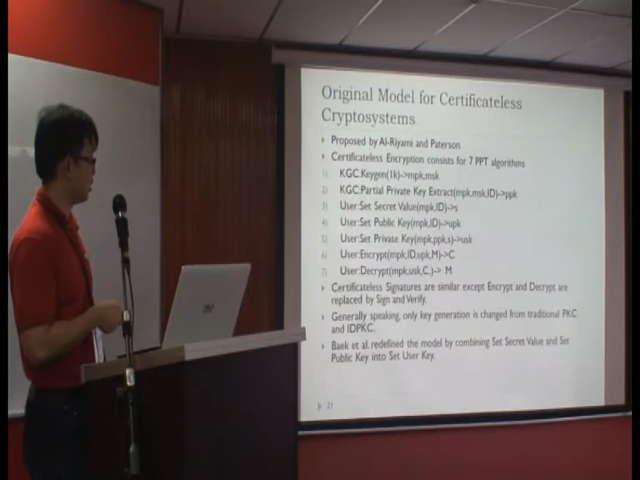 Original Model for Certificateless
Cryptosystems
Proposed by Al-Riyami and Paterson
Certificateless Encryption consists for 7 PPT algorithms
1) KGC:Keygen(1k)->mpk,msk
2) KGC:Partial Private Key Extract(mpk,msk,ID)->ppk
3) User:Set Secret Value(mpk,ID)->s
4) User:Set Public Key(mpk,ID)->upk
5) User:Set Private Key(mpk,ppk,s)->usk
6) User:Encrypt(mpk,ID,upk,M)->C
7) User:Decrypt(mpk,usk,C,)-> M
Certificateless Signatures are similar except Encrypt and Decrypt are
replaced by Sign and Verify.
Generally speaking, only key generation is changed from traditional PKC
and IDPKC.
Baek et al. redefined the model by combining Set Secret Value and Set
Public Key into Set User Key.
21